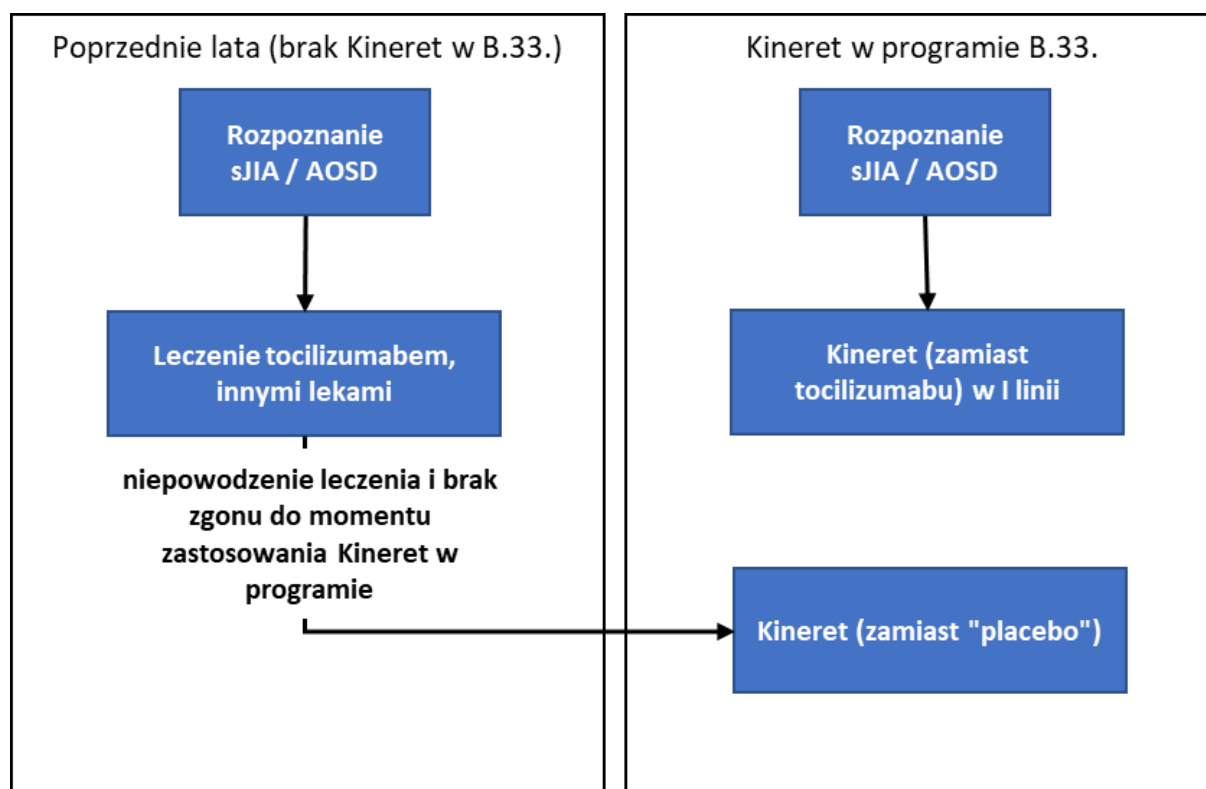 Poprzednie lata (brak Kineret w B.33.)
Rozpoznanie
sJIA / AOSD
Leczenie tocilizumabem,
innymi lekami
niepowodzenie leczenia i brak
zgonu do momentu
zastosowania Kineret w
programie
Kineret w programie B.33.
Rozpoznanie
sJIA / AOSD
Kineret (zamiast
tocilizumabu) w I linii
Kineret (zamiast "placebo")